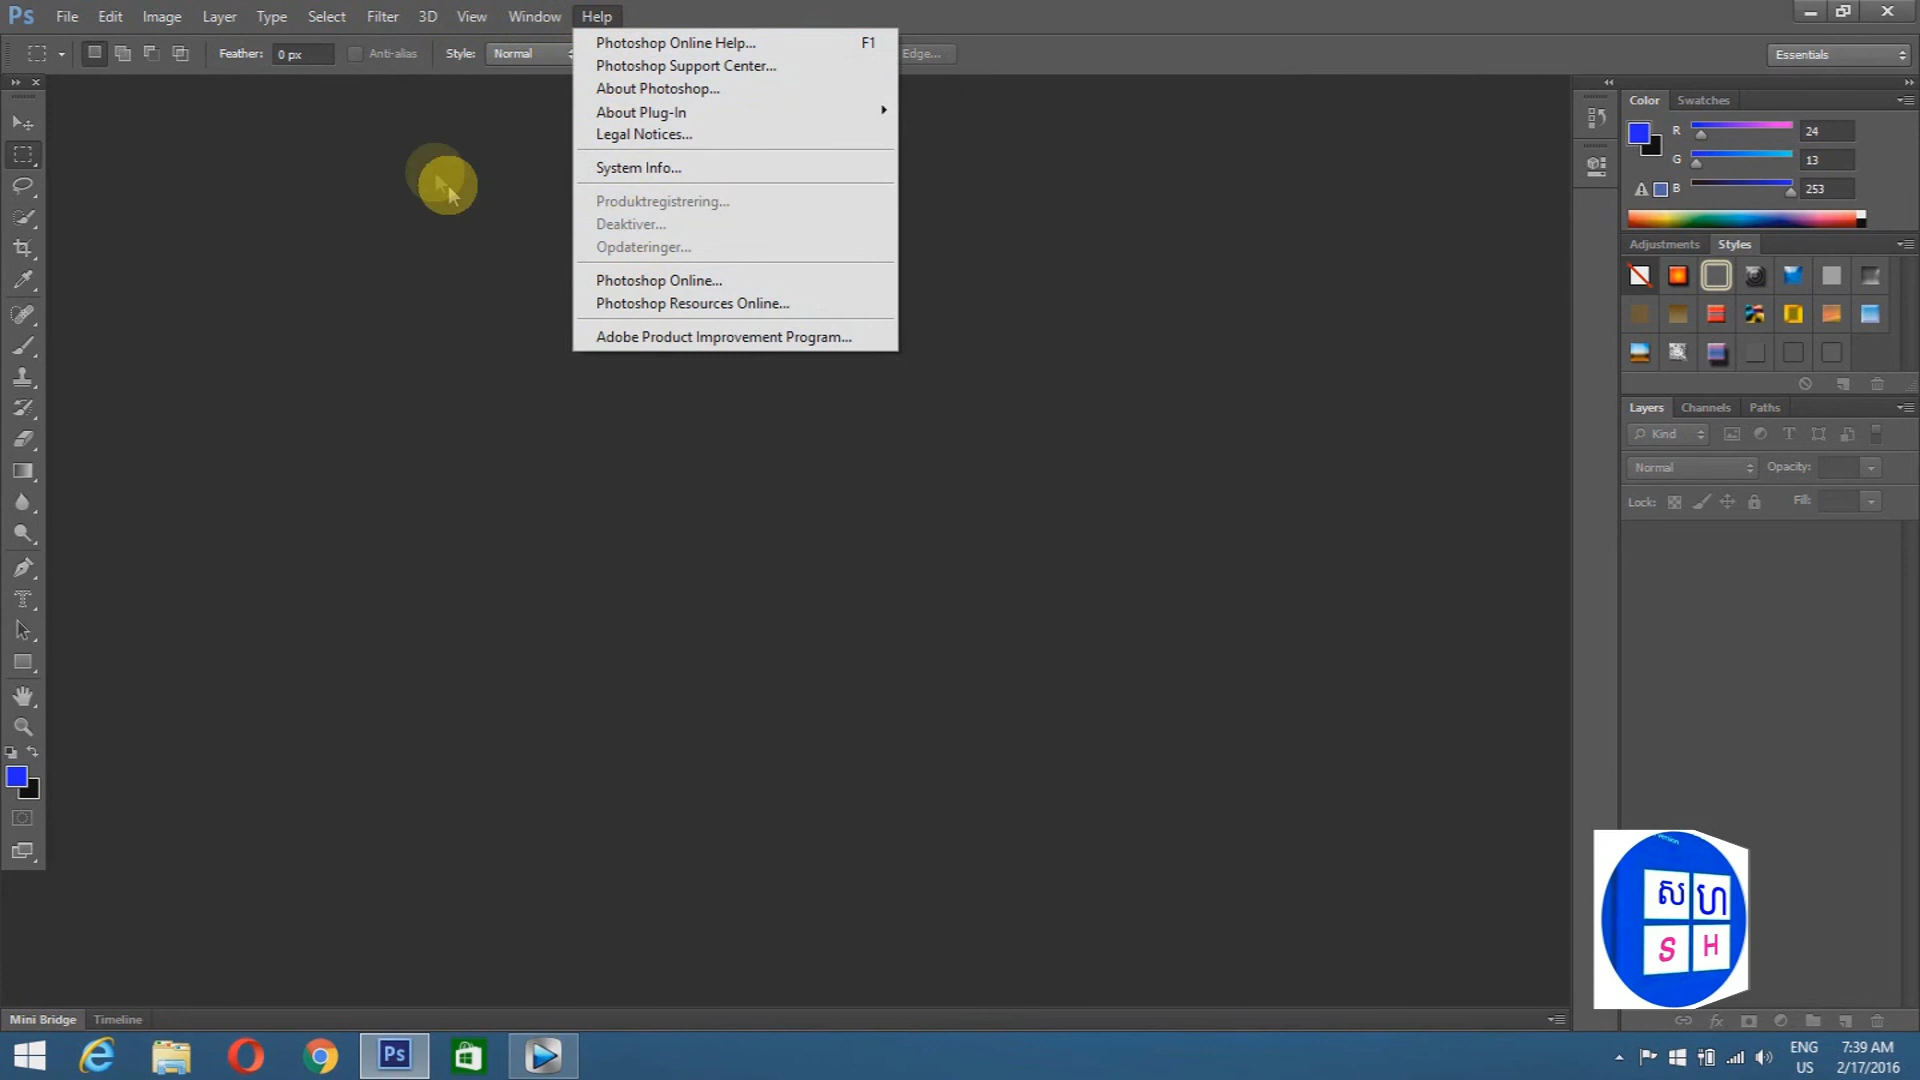 Ps File Edit Image Layer Type Select Filter 3D View Window Help
Feather: 0 px Anti-alias Style: Normal Edge... Essentials
Photoshop Online Help... F1
Photoshop Support Center...
About Photoshop...
About Plug-In
Legal Notices...
System Info...
Produktregistrering...
Deaktiver...
Opdateringer...
Photoshop Online...
Photoshop Resources Online...
Adobe Product Improvement Program...
Color Swatches
R 24
G 13
B 253
Adjustments Styles
Layers Channels Paths
Kind
Normal Opacity:
Lock: Fill:
version
ស ហ
S H
Mini Bridge Timeline
Ps
ENG
US
7:39 AM
2/17/2016